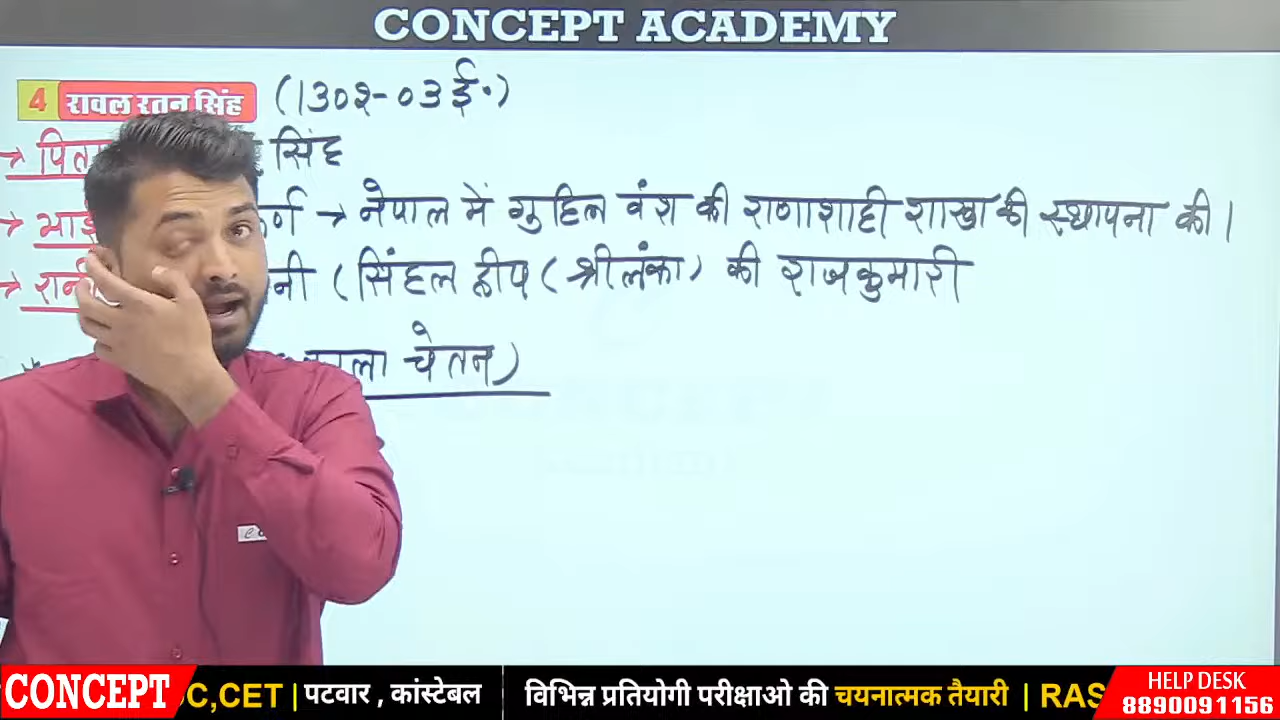 CONCEPT ACADEMY
4 रावल रतन सिंह (1302-03ई.)
→ सिंह
→ भाई → नेपाल में गुहिल वंश की राणाशाही शाखा की स्थापना की।
→ (सिंहल द्वीप (श्रीलंका) की राजकुमारी
चेतन)
CONCEPT C,CET | पटवार , कांस्टेबल विभिन्न प्रतियोगी परीक्षाओ की चयनात्मक तैयारी | RAS HELP DESK
8890091156